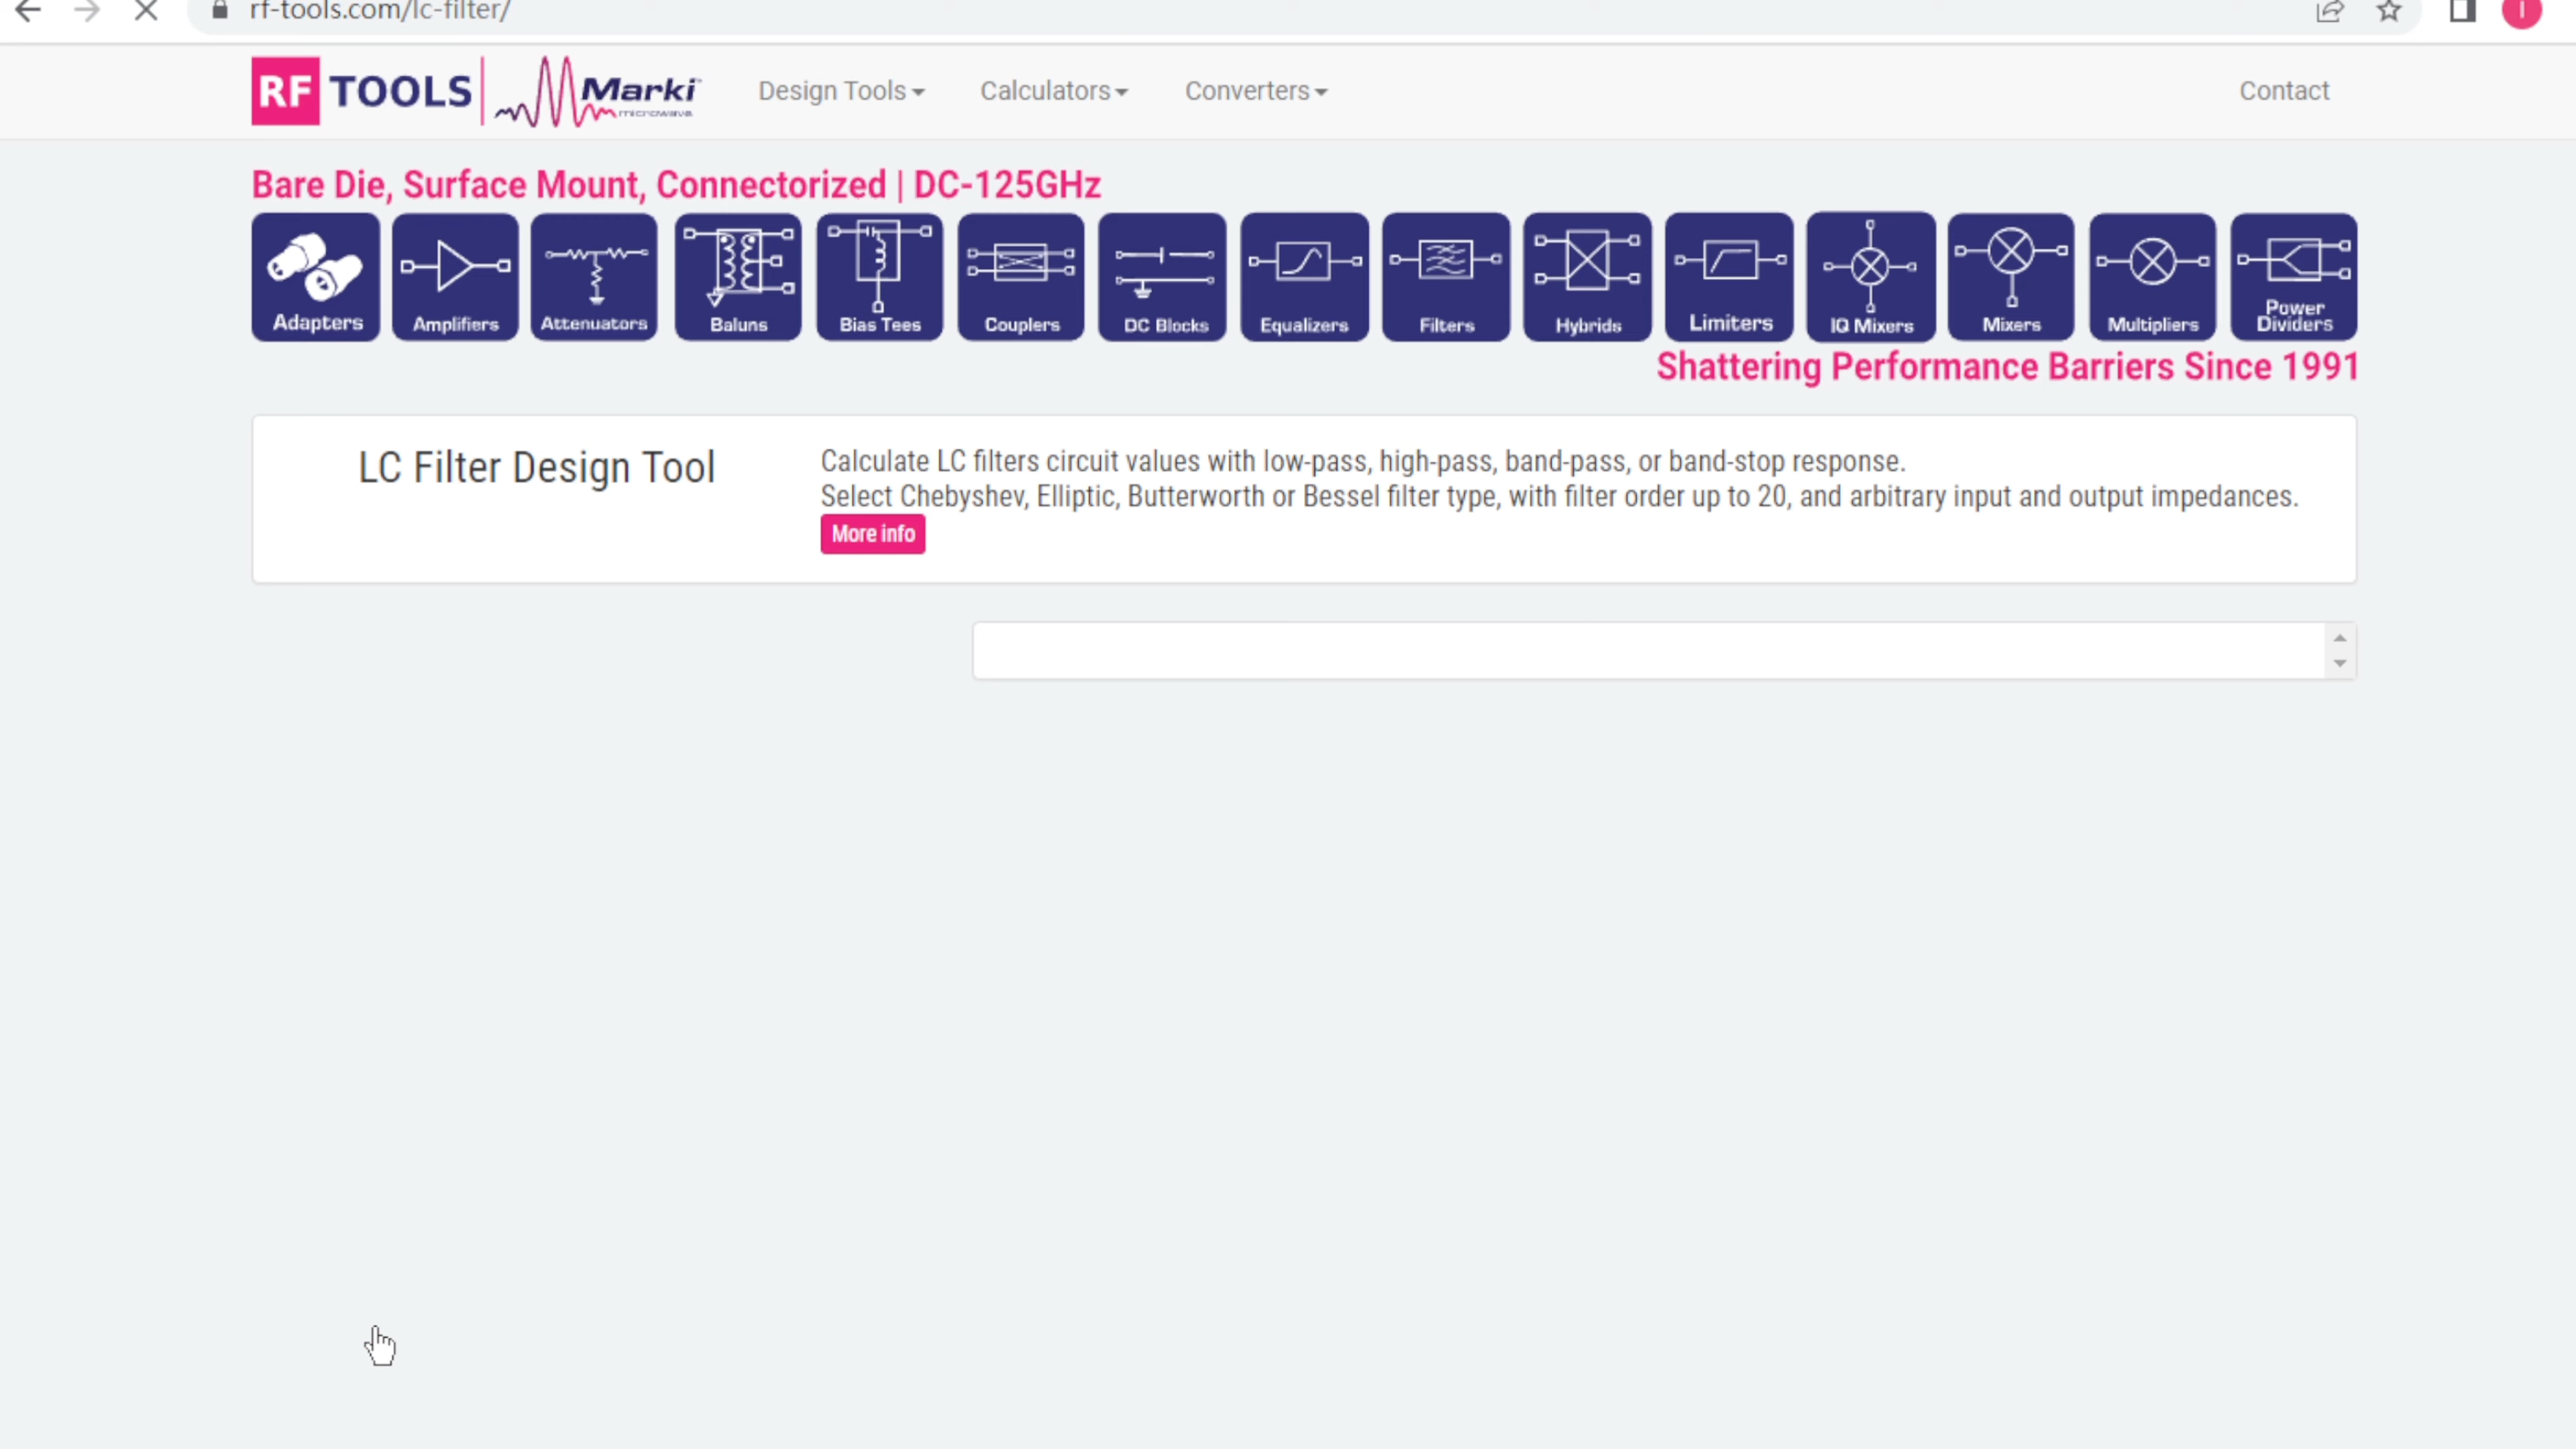 rf-tools.com/lc-filter/
RF TOOLS Marki microwave Design Tools Calculators Converters Contact
Bare Die, Surface Mount, Connectorized | DC-125GHz
Adapters Amplifiers Attenuators Baluns Bias Tees Couplers DC Blocks Equalizers Filters Hybrids Limiters IQ Mixers Mixers Multipliers Power Dividers
Shattering Performance Barriers Since 1991
LC Filter Design Tool
Calculate LC filters circuit values with low-pass, high-pass, band-pass, or band-stop response.
Select Chebyshev, Elliptic, Butterworth or Bessel filter type, with filter order up to 20, and arbitrary input and output impedances.
More info